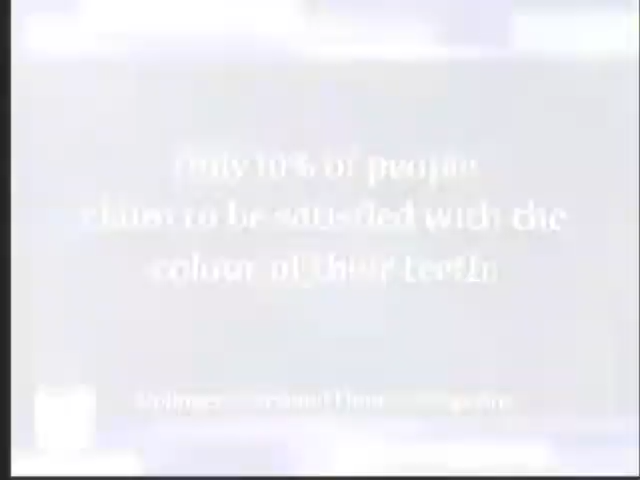 Only 10% of people
claim to be satisfied with the
colour of their teeth